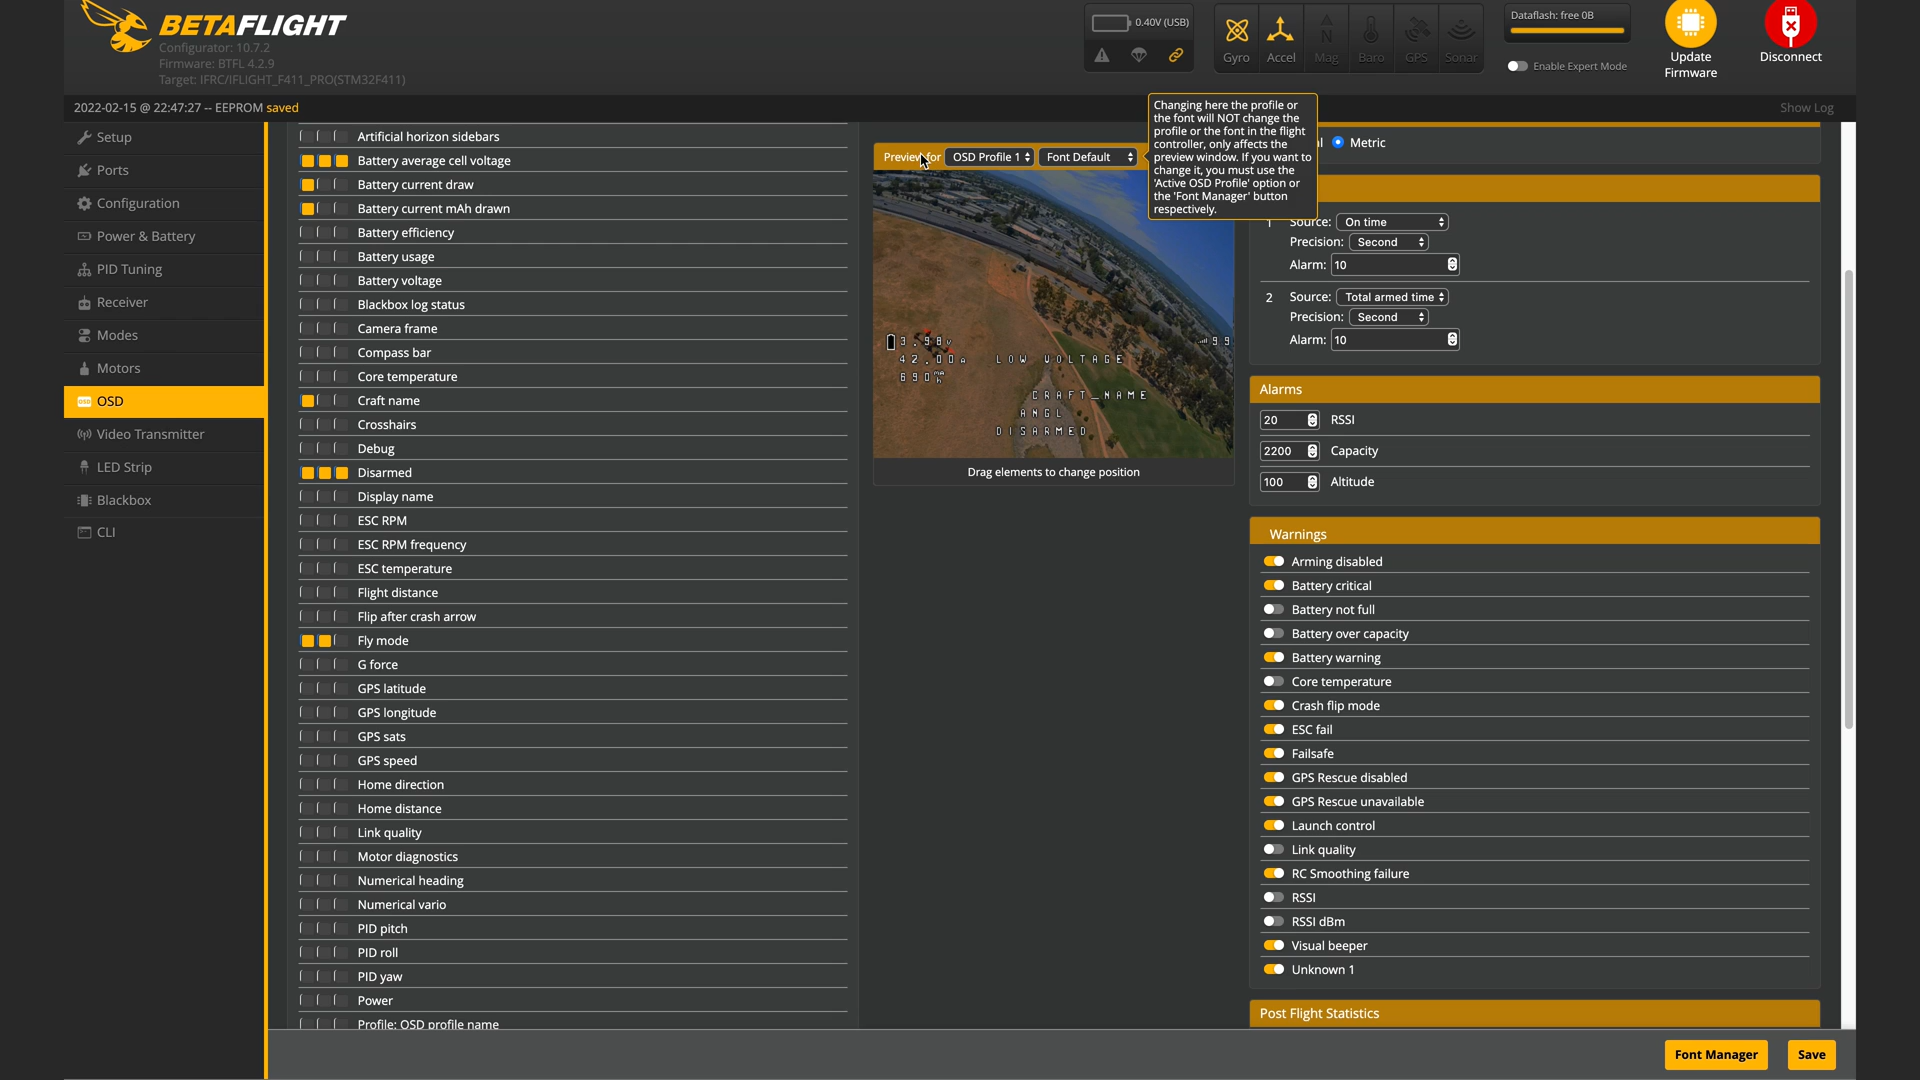 BETAFLIGHT
Configurator: 10.7.2
Firmware: BTFL 4.2.9
Target: IFRC/IFLIGHT_F411_PRO(STM32F411)
0.40V (USB)
Gyro
Accel
Mag
Baro
GPS
Sonar
Dataflash: free 0B
Enable Expert Mode
Update
Firmware
Disconnect
2022-02-15 @ 22:47:27 -- EEPROM saved
Show Log
Setup
Ports
Configuration
Power & Battery
PID Tuning
Receiver
Modes
Motors
OSD
Video Transmitter
LED Strip
Blackbox
CLI
Artificial horizon sidebars
Battery average cell voltage
Battery current draw
Battery current mAh drawn
Battery efficiency
Battery usage
Battery voltage
Blackbox log status
Camera frame
Compass bar
Core temperature
Craft name
Crosshairs
Debug
Disarmed
Display name
ESC RPM
ESC RPM frequency
ESC temperature
Flight distance
Flip after crash arrow
Fly mode
G force
GPS latitude
GPS longitude
GPS sats
GPS speed
Home direction
Home distance
Link quality
Motor diagnostics
Numerical heading
Numerical vario
PID pitch
PID roll
PID yaw
Power
Profile: OSD profile name
Preview for OSD Profile 1 Font Default
Changing here the profile or
the font will NOT change the
profile or the font in the flight
controller, only affects the
preview window. If you want to
change it, you must use the
'Active OSD Profile' option or
the 'Font Manager' button
respectively.
3.98V
99
42.00A
LOW VOLTAGE
690mAh
CRAFT_NAME
ANGL
DISARMED
Drag elements to change position
Metric
1 Source: On time
Precision: Second
Alarm: 10
2 Source: Total armed time
Precision: Second
Alarm: 10
Alarms
20 RSSI
2200 Capacity
100 Altitude
Warnings
Arming disabled
Battery critical
Battery not full
Battery over capacity
Battery warning
Core temperature
Crash flip mode
ESC fail
Failsafe
GPS Rescue disabled
GPS Rescue unavailable
Launch control
Link quality
RC Smoothing failure
RSSI
RSSI dBm
Visual beeper
Unknown 1
Post Flight Statistics
Font Manager
Save